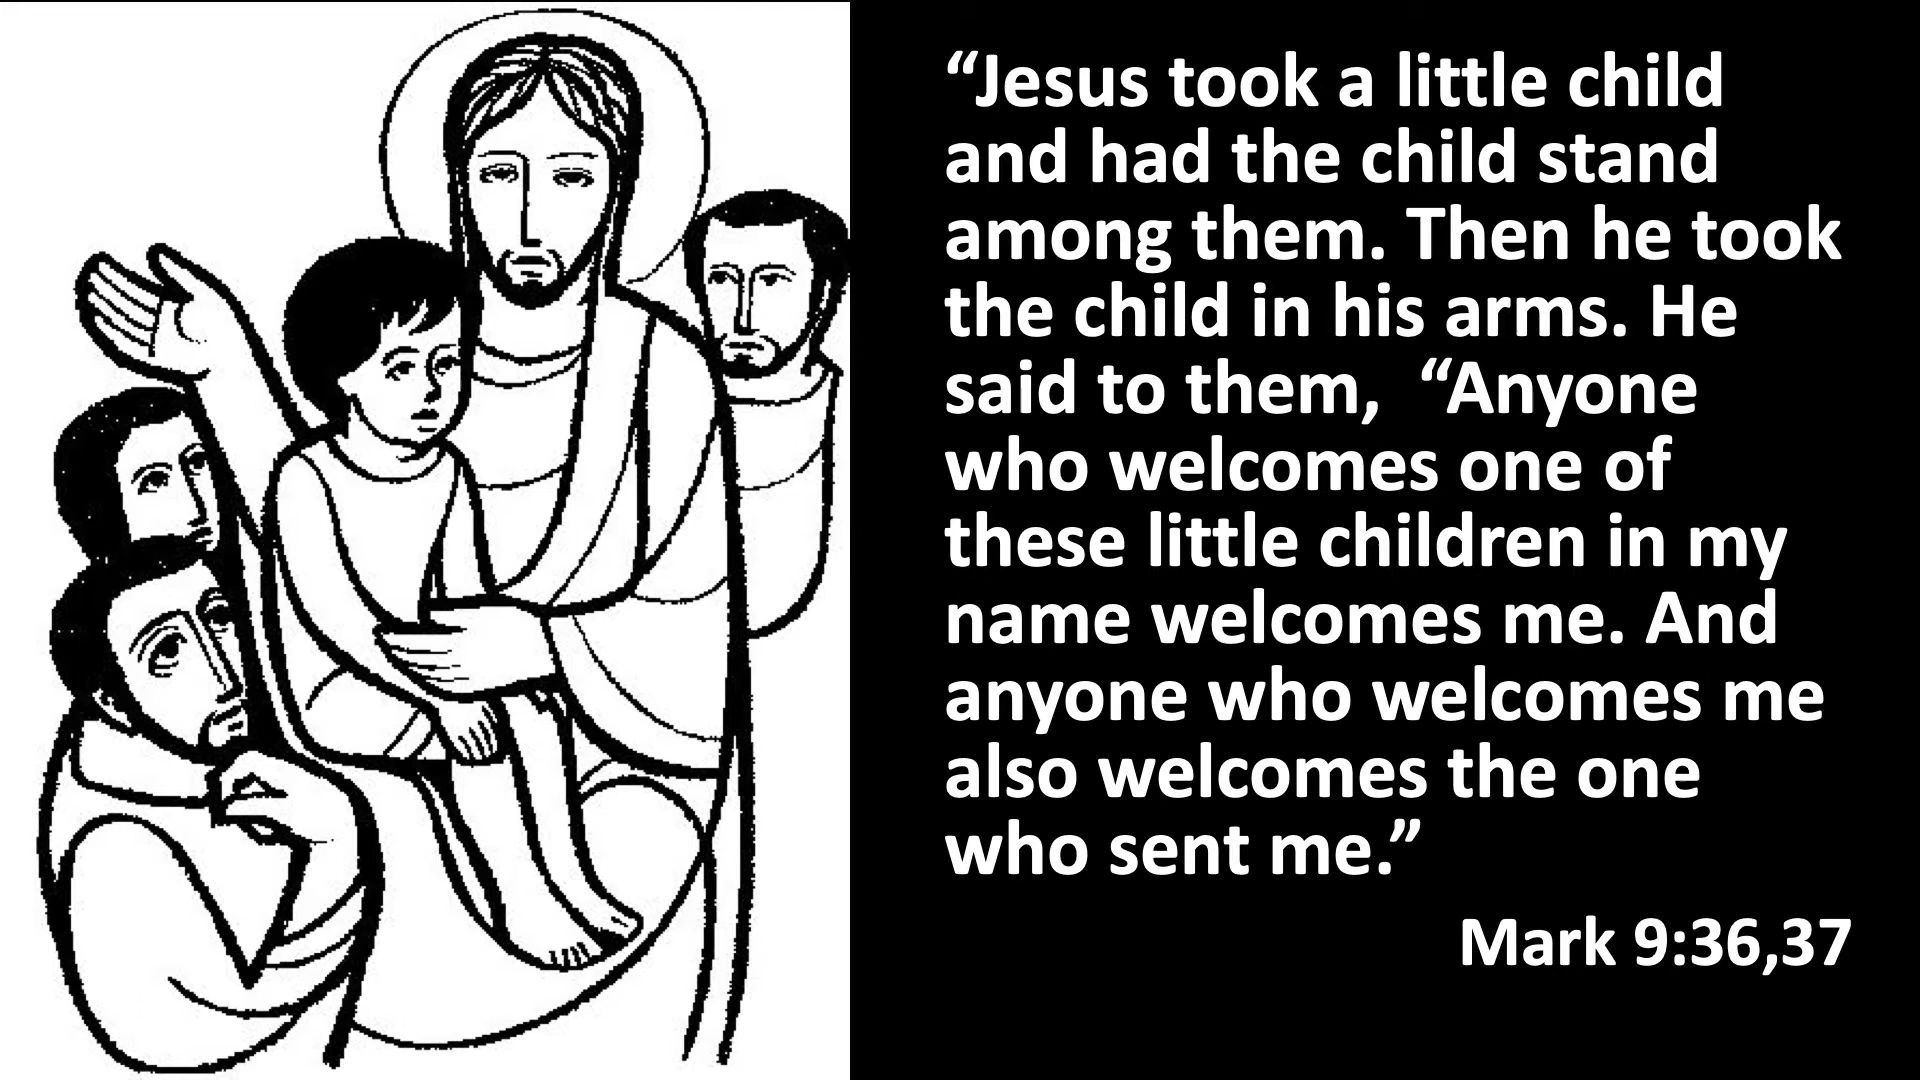 “Jesus took a little child
and had the child stand
among them. Then he took
the child in his arms. He
said to them,  “Anyone
who welcomes one of
these little children in my
name welcomes me. And
anyone who welcomes me
also welcomes the one
who sent me.”
Mark 9:36,37